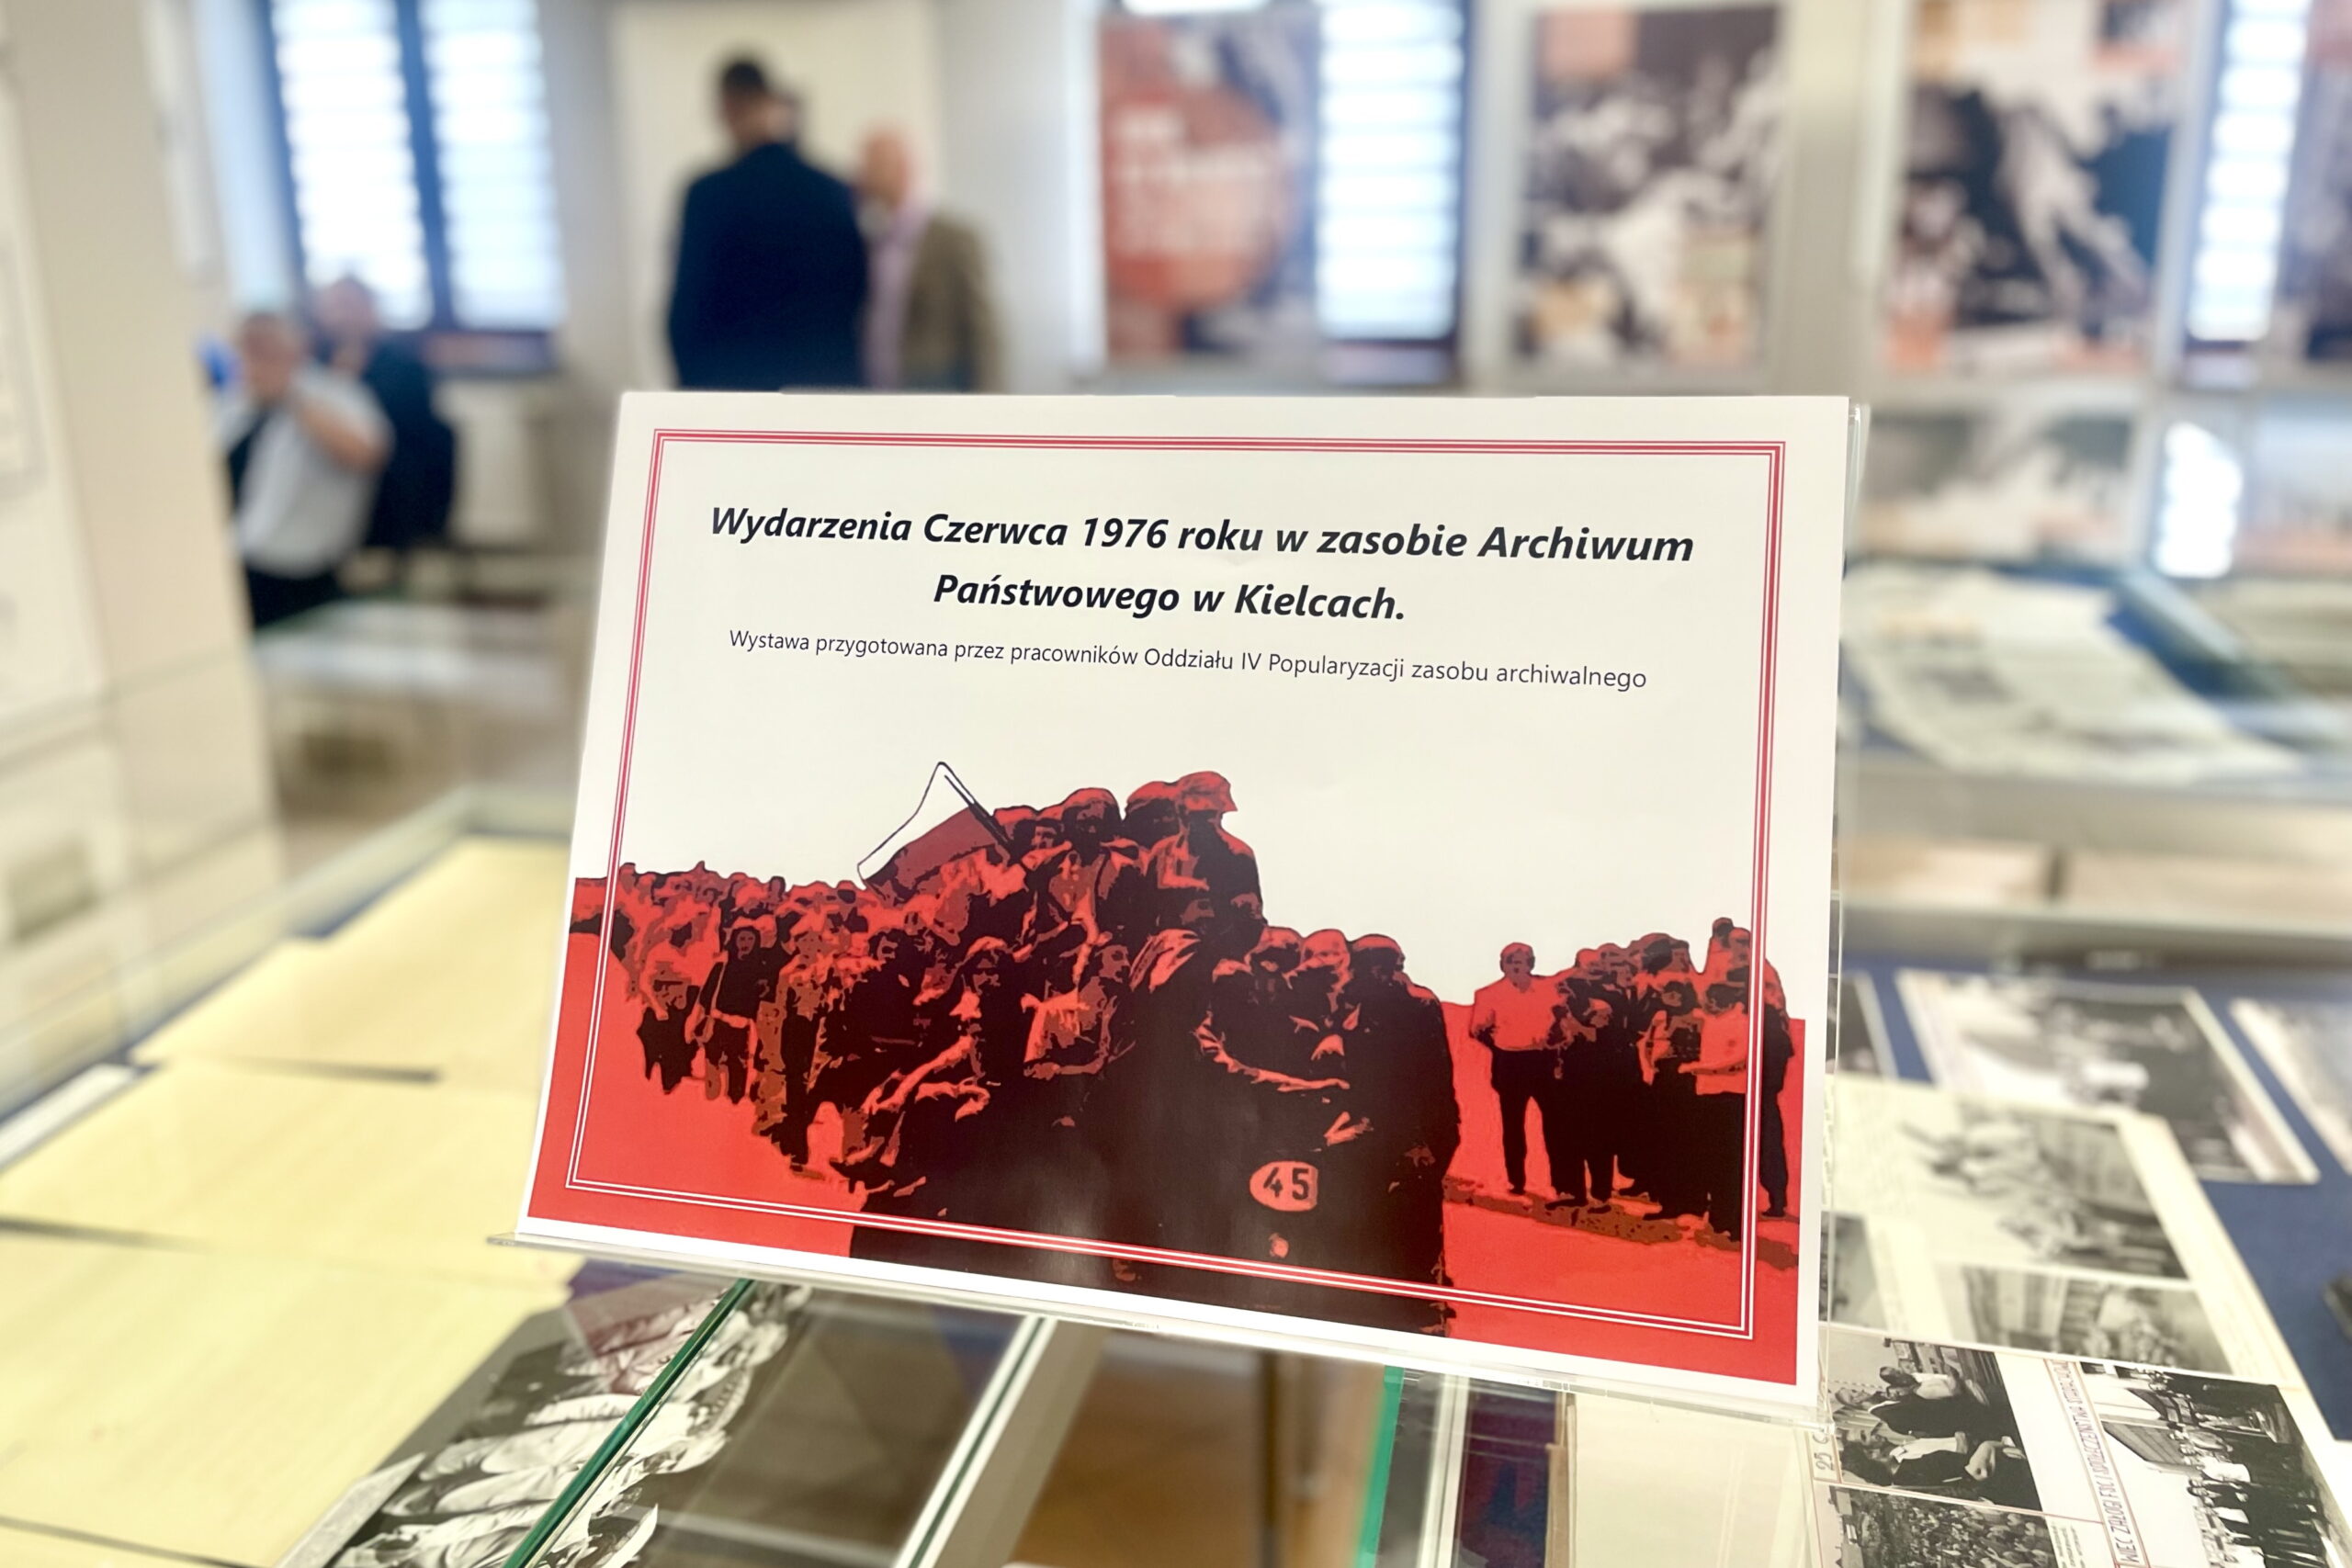 Wydarzenia Czerwca 1976 roku w zasobie Archiwum
Państwowego w Kielcach.
Wystawa przygotowana przez pracowników Oddziału IV Popularyzacji zasobu archiwalnego
45